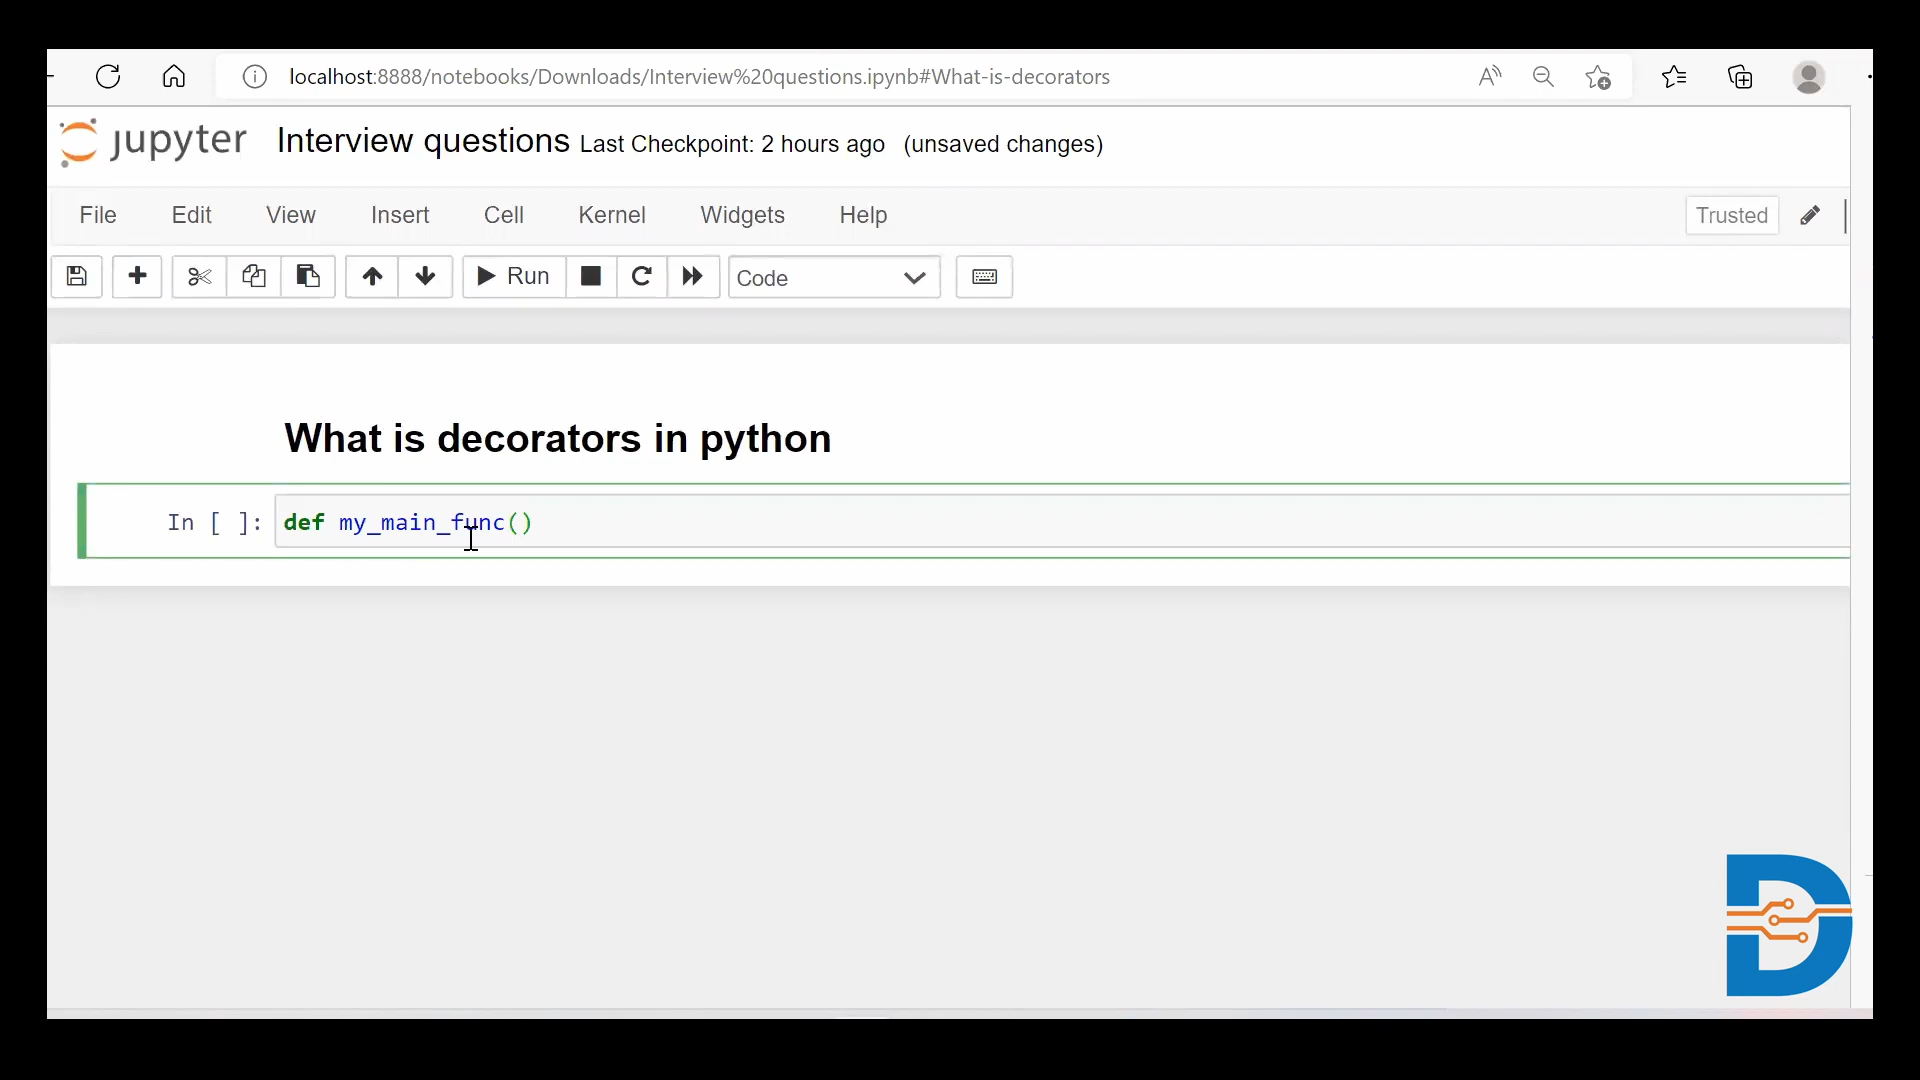 localhost:8888/notebooks/Downloads/Interview%20questions.ipynb#What-is-decorators
jupyter Interview questions Last Checkpoint: 2 hours ago (unsaved changes)
File Edit View Insert Cell Kernel Widgets Help Trusted
Run Code
What is decorators in python
In [ ]: def my_main_func()